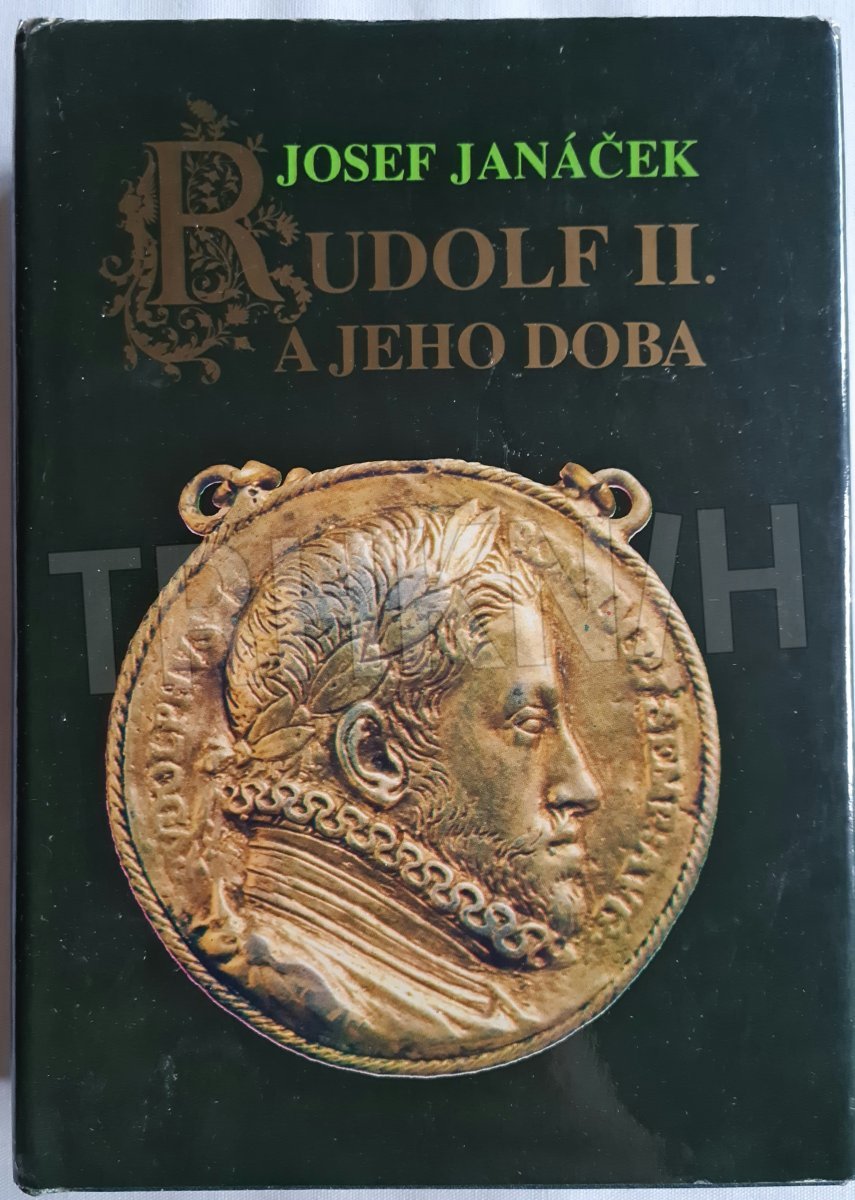 JOSEF JANÁČEK
RUDOLF II.
A JEHO DOBA